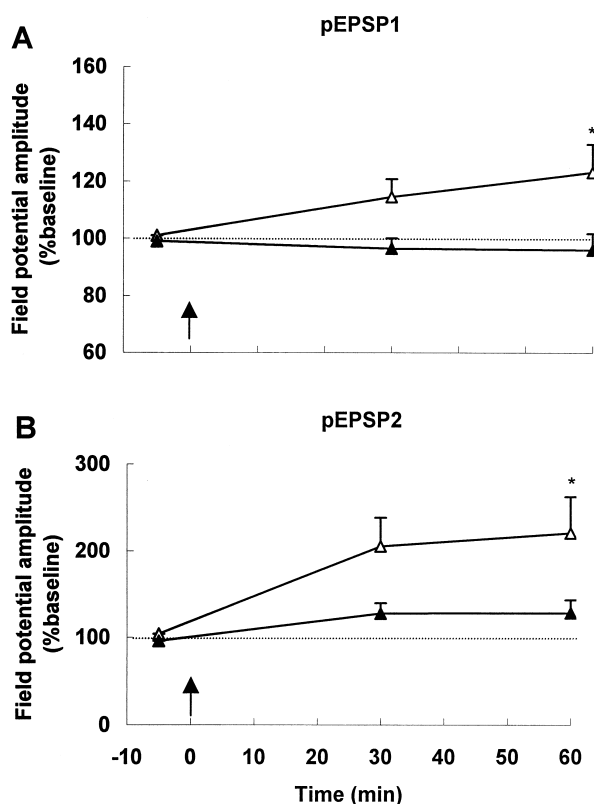 A
pEPSP1
Field potential amplitude
(%baseline)
160
140
120
100
80
60
*
B
pEPSP2
Field potential amplitude
(%baseline)
300
200
100
0
*
-10 0 10 20 30 40 50 60
Time (min)